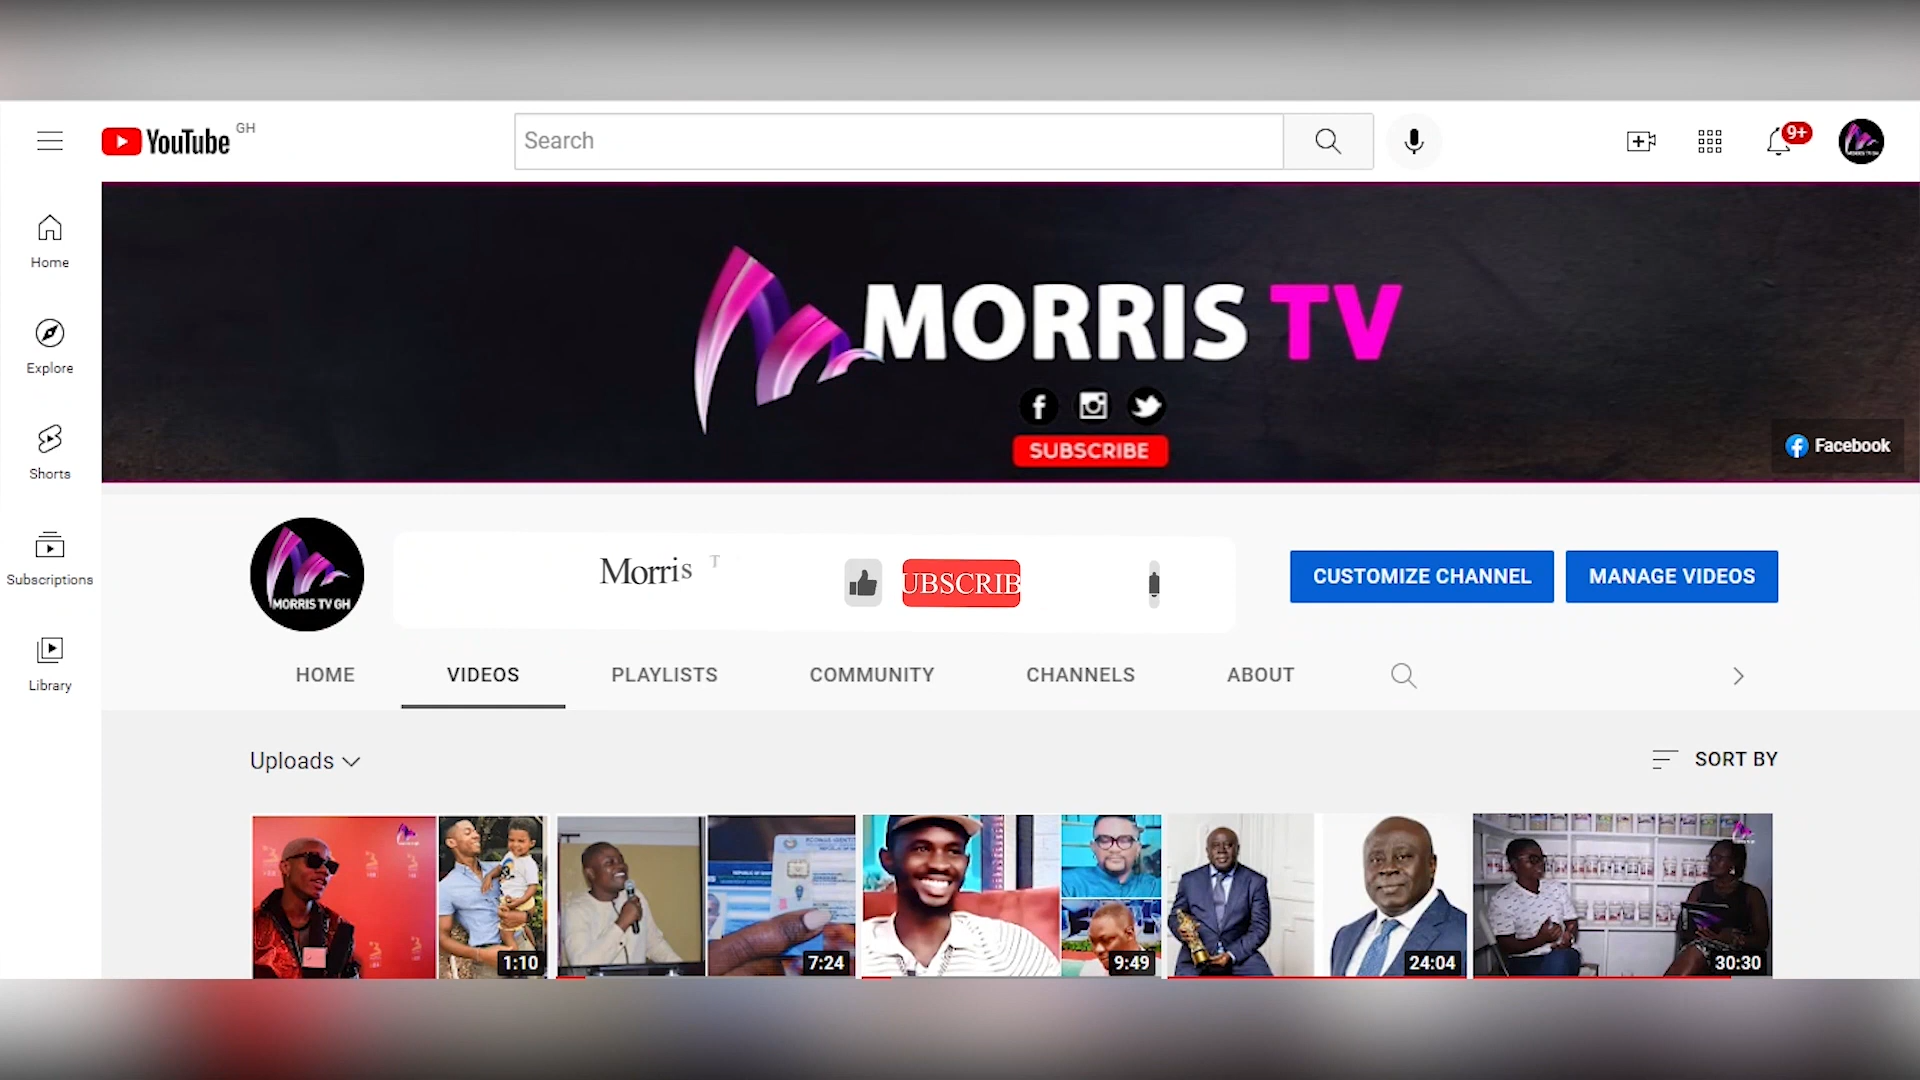 YouTube GH
Search
9+
Home
Explore
Shorts
Subscriptions
Library
MORRIS TV
SUBSCRIBE
Facebook
MORRIS TV GH
Morris T
UBSCRIB
CUSTOMIZE CHANNEL
MANAGE VIDEOS
HOME
VIDEOS
PLAYLISTS
COMMUNITY
CHANNELS
ABOUT
Uploads
SORT BY
1:10
7:24
9:49
24:04
30:30